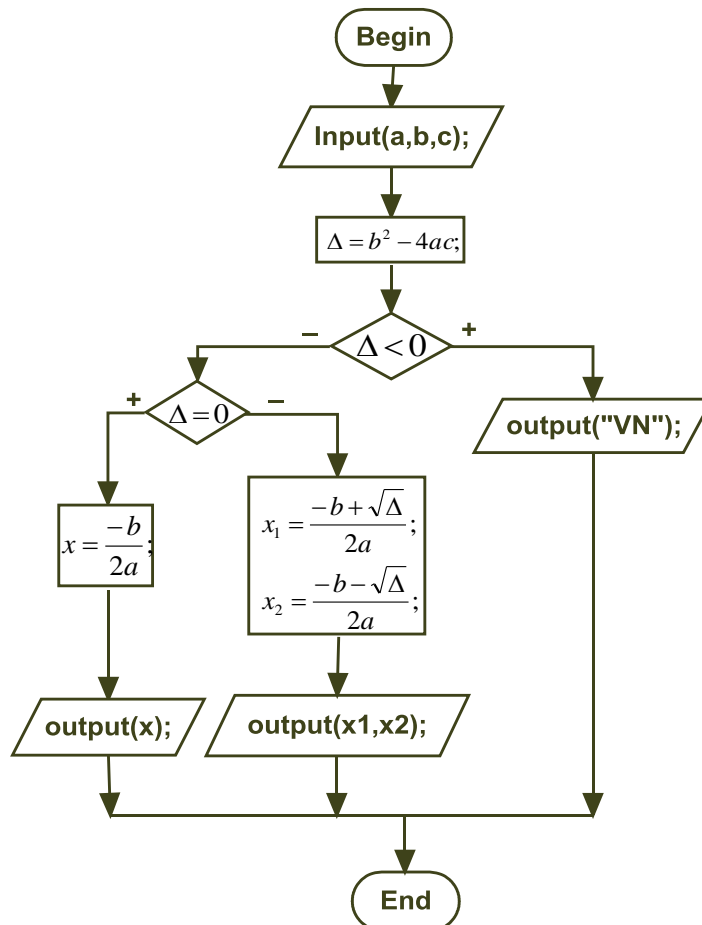 Begin
Input(a,b,c);
Δ = b² − 4ac;
− Δ < 0 +
+ Δ = 0 −
output("VN");
x = −b/2a;
x₁ = (−b + √Δ)/2a;
x₂ = (−b − √Δ)/2a;
output(x);
output(x1,x2);
End